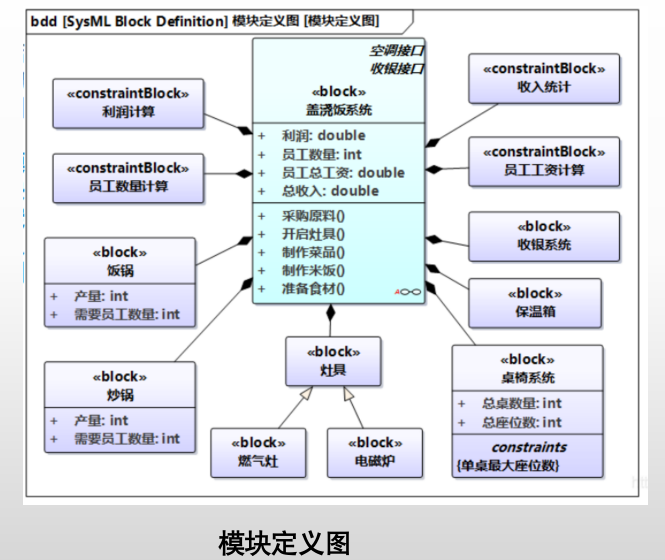 bdd [SysML Block Definition] 模块定义图 [模块定义图]
空调接口
收银接口
«block»
盖浇饭系统
+ 利润: double
+ 员工数量: int
+ 员工总工资: double
+ 总收入: double
+ 采购原料()
+ 开启灶具()
+ 制作菜品()
+ 制作米饭()
+ 准备食材()
«constraintBlock»
利润计算
«constraintBlock»
员工数量计算
«block»
饭锅
+ 产量: int
+ 需要员工数量: int
«block»
炒锅
+ 产量: int
+ 需要员工数量: int
«constraintBlock»
收入统计
«constraintBlock»
员工工资计算
«block»
收银系统
«block»
保温箱
«block»
桌椅系统
+ 总桌数量: int
+ 总座位数: int
constraints
{单桌最大座位数}
«block»
灶具
«block»
燃气灶
«block»
电磁炉
模块定义图